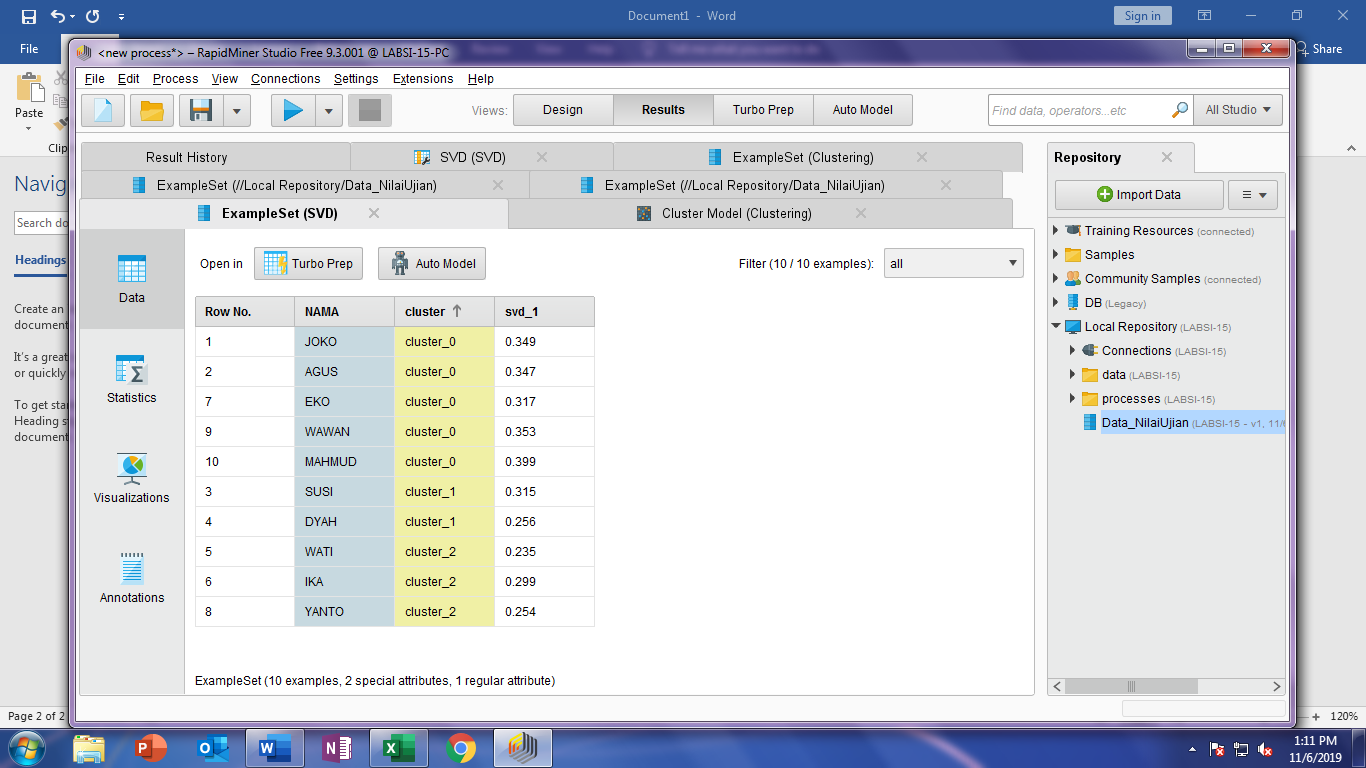 Document1 - Word
Sign in
File
Share
<new process*> – RapidMiner Studio Free 9.3.001 @ LABSI-15-PC
File Edit Process View Connections Settings Extensions Help
Paste
Clip
Views: Design Results Turbo Prep Auto Model
Find data, operators...etc
All Studio
Result History
SVD (SVD)
ExampleSet (Clustering)
ExampleSet (//Local Repository/Data_NilaiUjian)
ExampleSet (//Local Repository/Data_NilaiUjian)
ExampleSet (SVD)
Cluster Model (Clustering)
Navig
Search do
Headings
Create an
document
It's a great
or quickly
To get star
Heading st
document
Data
Statistics
Visualizations
Annotations
Open in Turbo Prep Auto Model
Filter (10 / 10 examples): all
Row No. NAMA cluster svd_1
1 JOKO cluster_0 0.349
2 AGUS cluster_0 0.347
7 EKO cluster_0 0.317
9 WAWAN cluster_0 0.353
10 MAHMUD cluster_0 0.399
3 SUSI cluster_1 0.315
4 DYAH cluster_1 0.256
5 WATI cluster_2 0.235
6 IKA cluster_2 0.299
8 YANTO cluster_2 0.254
ExampleSet (10 examples, 2 special attributes, 1 regular attribute)
Repository
Import Data
Training Resources (connected)
Samples
Community Samples (connected)
DB (Legacy)
Local Repository (LABSI-15)
Connections (LABSI-15)
data (LABSI-15)
processes (LABSI-15)
Data_NilaiUjian (LABSI-15 - v1, 11/6
Page 2 of 2
120%
1:11 PM
11/6/2019